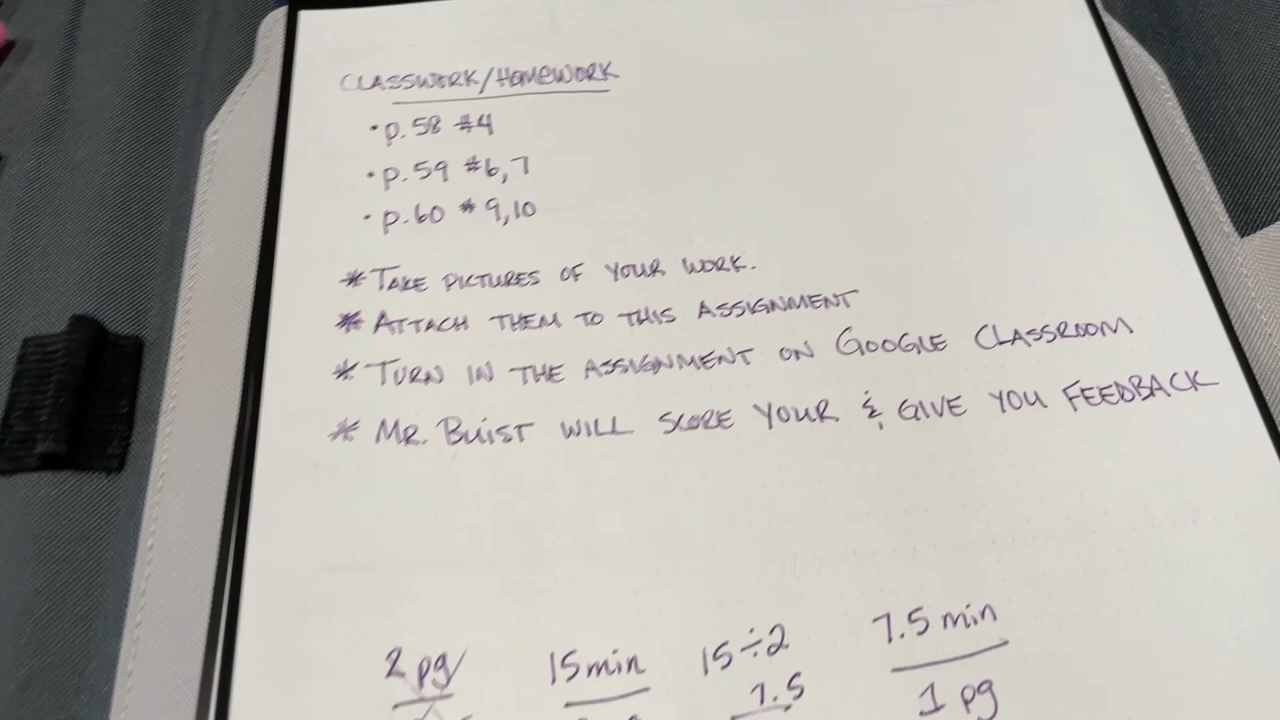 CLASSWORK/HOMEWORK
• p.58 #4
• p.59 #6,7
• p.60 # 9,10
* TAKE PICTURES OF YOUR WORK.
* ATTACH THEM TO THIS ASSIGNMENT
* TURN IN THE ASSIGNMENT ON GOOGLE CLASSROOM
* MR. BUIST WILL SCORE YOUR & GIVE YOU FEEDBACK
2 pg 15min 15÷2 7.5 min
7.5 1 pg